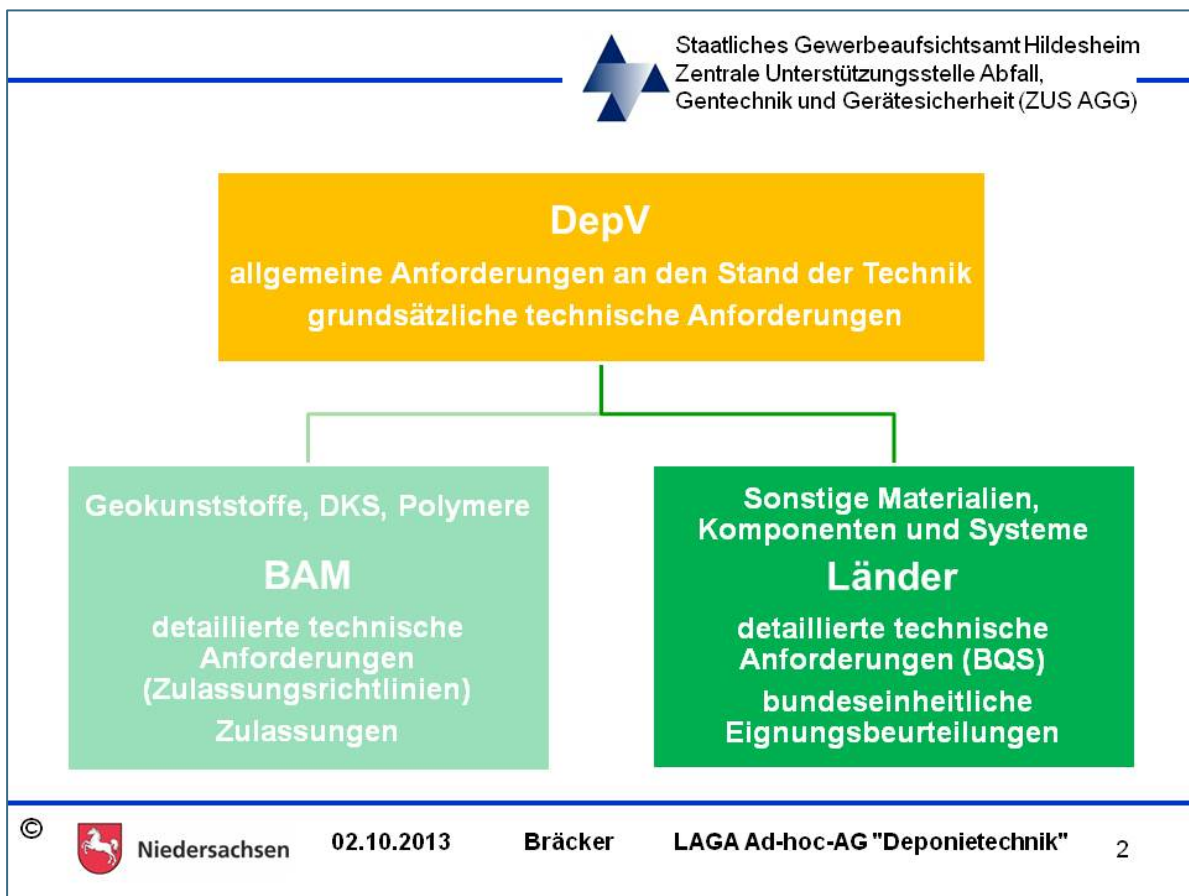 Staatliches Gewerbeaufsichtsamt Hildesheim
Zentrale Unterstützungsstelle Abfall,
Gentechnik und Gerätesicherheit (ZUS AGG)
DepV
allgemeine Anforderungen an den Stand der Technik
grundsätzliche technische Anforderungen
Geokunststoffe, DKS, Polymere
BAM
detaillierte technische
Anforderungen
(Zulassungsrichtlinien)
Zulassungen
Sonstige Materialien,
Komponenten und Systeme
Länder
detaillierte technische
Anforderungen (BQS)
bundeseinheitliche
Eignungsbeurteilungen
© Niedersachsen 02.10.2013 Bräcker LAGA Ad-hoc-AG "Deponietechnik" 2